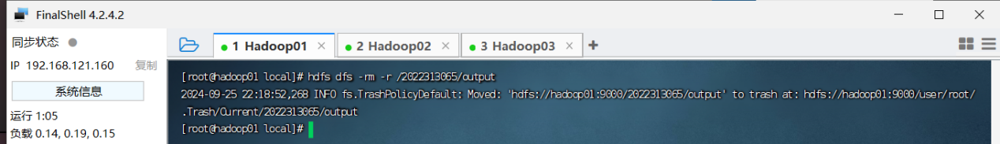 FinalShell 4.2.4.2
同步状态
IP 192.168.121.160 复制
系统信息
运行 1:05
负载 0.14, 0.19, 0.15
1 Hadoop01
2 Hadoop02
3 Hadoop03
[root@hadoop01 local]# hdfs dfs -rm -r /2022313065/output
2024-09-25 22:18:52,268 INFO fs.TrashPolicyDefault: Moved: 'hdfs://hadoop01:9000/2022313065/output' to trash at: hdfs://hadoop01:9000/user/root/
.Trash/Current/2022313065/output
[root@hadoop01 local]#